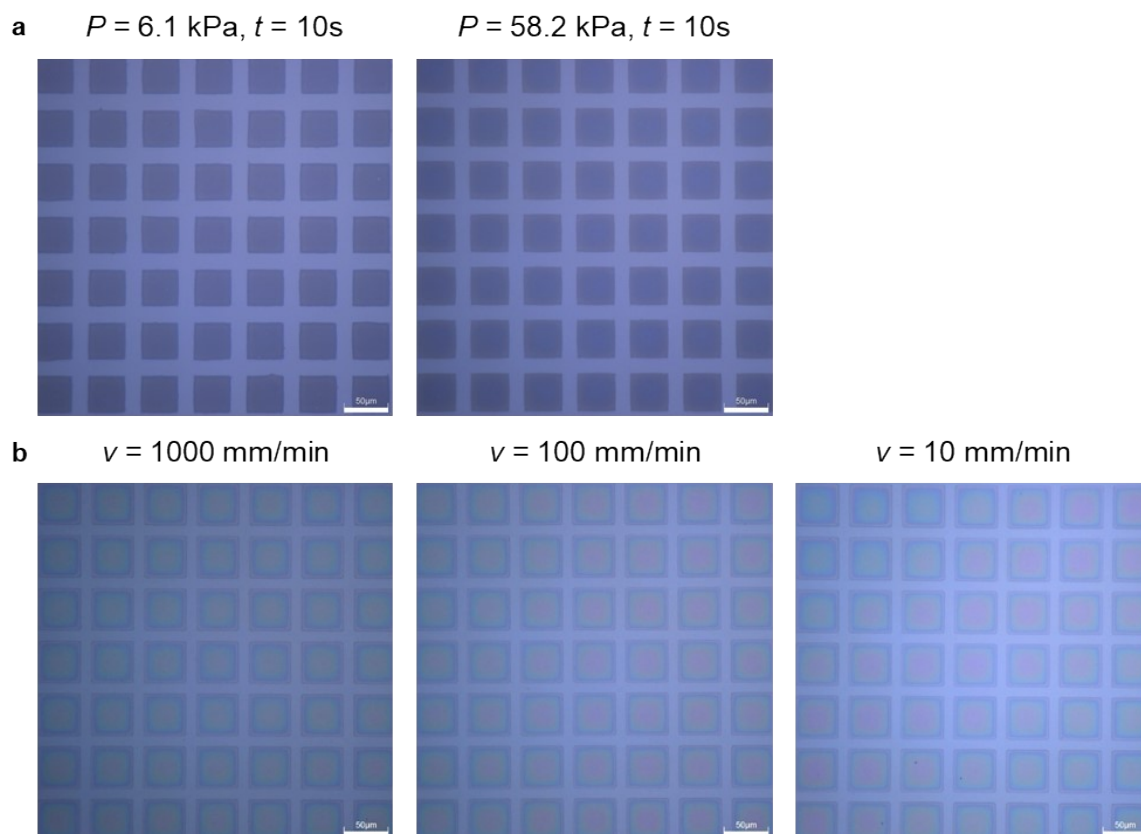 a P = 6.1 kPa, t = 10s P = 58.2 kPa, t = 10s
50μm 50μm
b v = 1000 mm/min v = 100 mm/min v = 10 mm/min
50μm 50μm 50μm